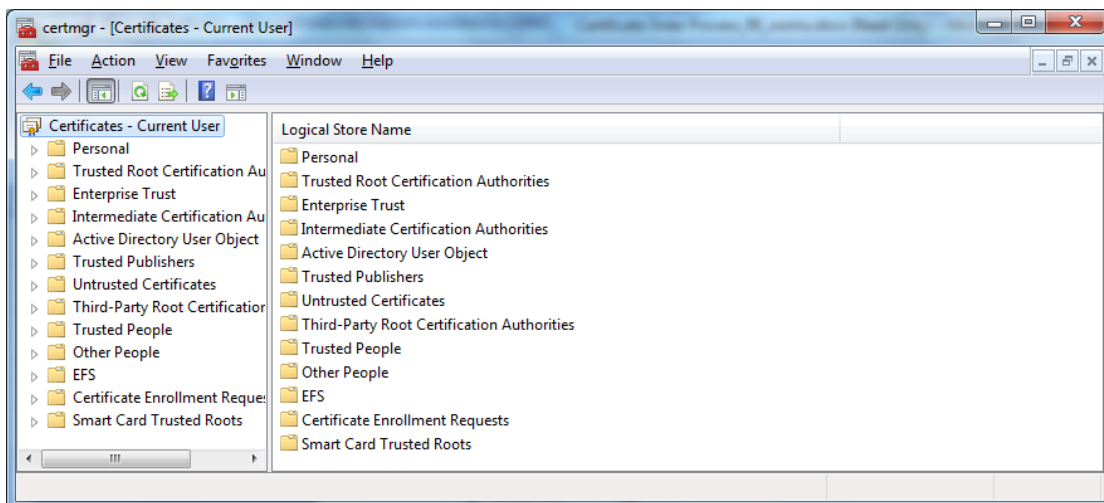 certmgr - [Certificates - Current User]
File Action View Favorites Window Help
Certificates - Current User
Personal
Trusted Root Certification Au
Enterprise Trust
Intermediate Certification Au
Active Directory User Object
Trusted Publishers
Untrusted Certificates
Third-Party Root Certification
Trusted People
Other People
EFS
Certificate Enrollment Reques
Smart Card Trusted Roots
Logical Store Name
Personal
Trusted Root Certification Authorities
Enterprise Trust
Intermediate Certification Authorities
Active Directory User Object
Trusted Publishers
Untrusted Certificates
Third-Party Root Certification Authorities
Trusted People
Other People
EFS
Certificate Enrollment Requests
Smart Card Trusted Roots